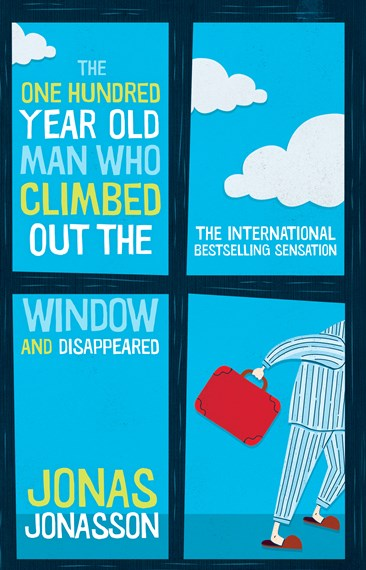 THE
ONE HUNDRED
YEAR OLD
MAN WHO
CLIMBED
OUT THE
WINDOW
AND DISAPPEARED
THE INTERNATIONAL
BESTSELLING SENSATION
JONAS
JONASSON